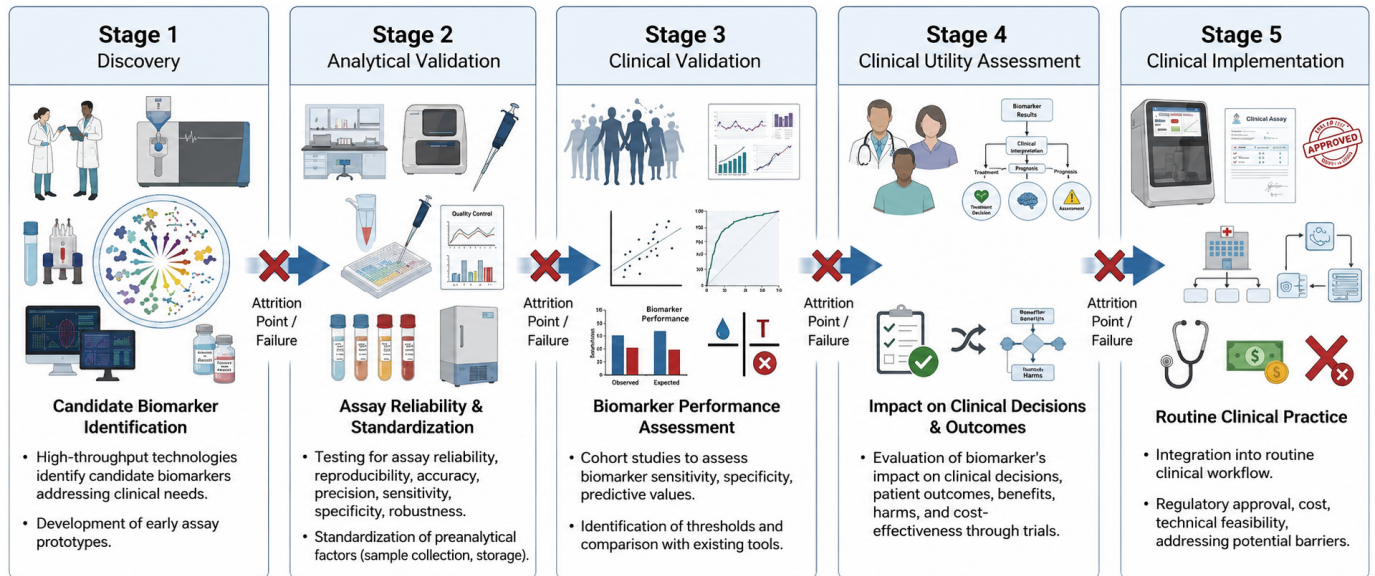 Stage 1
Discovery
Candidate Biomarker
Identification
• High-throughput technologies
identify candidate biomarkers
addressing clinical needs.
• Development of early assay
prototypes.
Attrition
Point /
Failure
Stage 2
Analytical Validation
Quality Control
Assay Reliability &
Standardization
• Testing for assay reliability,
reproducibility, accuracy,
precision, sensitivity,
specificity, robustness.
• Standardization of preanalytical
factors (sample collection, storage).
Attrition
Point /
Failure
Stage 3
Clinical Validation
Biomarker
Performance
Observed
Expected
T
Biomarker Performance
Assessment
• Cohort studies to assess
biomarker sensitivity, specificity,
predictive values.
• Identification of thresholds and
comparison with existing tools.
Attrition
Point /
Failure
Stage 4
Clinical Utility Assessment
Biomarker
Results
Clinical
Interpretation
Treatment
Prognosis
Prognosis
Treatment
Decision
Assessment
Benefits
Harms
Impact on Clinical Decisions
& Outcomes
• Evaluation of biomarker's
impact on clinical decisions,
patient outcomes, benefits,
harms, and cost-
effectiveness through trials.
Attrition
Point /
Failure
Stage 5
Clinical Implementation
Clinical Assay
APPROVED
$
$
Routine Clinical Practice
• Integration into routine
clinical workflow.
• Regulatory approval, cost,
technical feasibility,
addressing potential barriers.